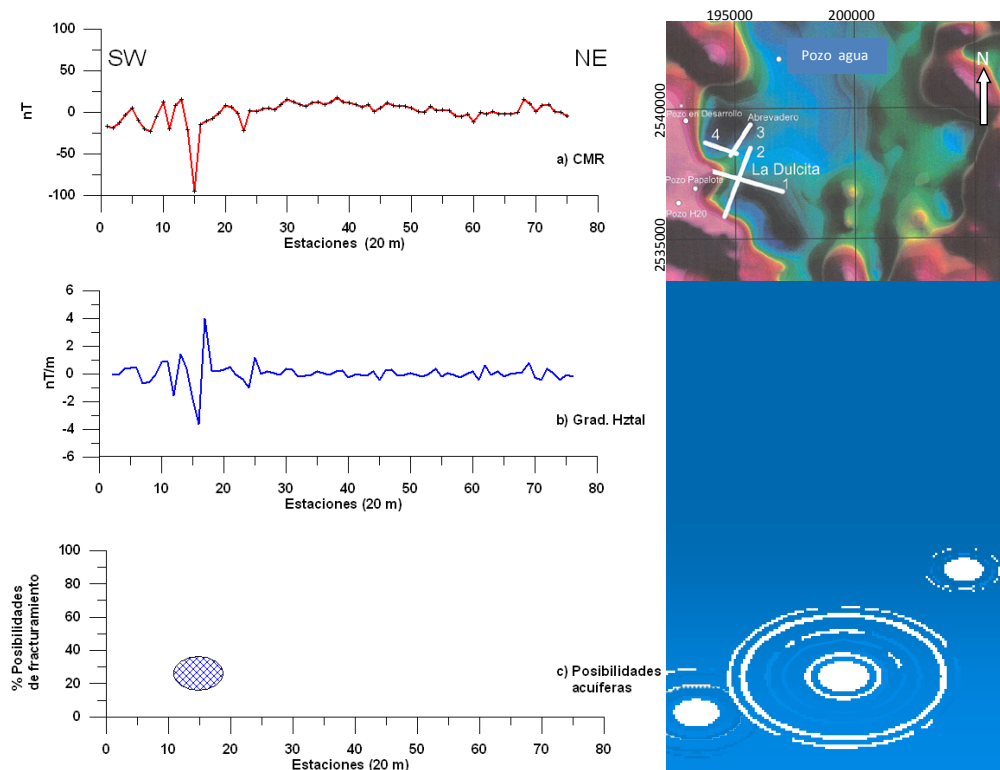 100
50
0
-50
-100
nT
SW
NE
a) CMR
0
10
20
30
40
50
60
70
80
Estaciones (20 m)
6
4
2
0
-2
-4
-6
nT/m
b) Grad. Hztal
0
10
20
30
40
50
60
70
80
Estaciones (20 m)
100
80
60
40
20
0
% Posibilidades
de fracturamiento
c) Posibilidades
acuíferas
0
10
20
30
40
50
60
70
80
Estaciones (20 m)
195000
200000
2540000
2535000
Pozo agua
N
Pozo en Desarrollo
Abrevadero
4
3
2
La Dulcita
Pozo Papalote
1
Pozo H20